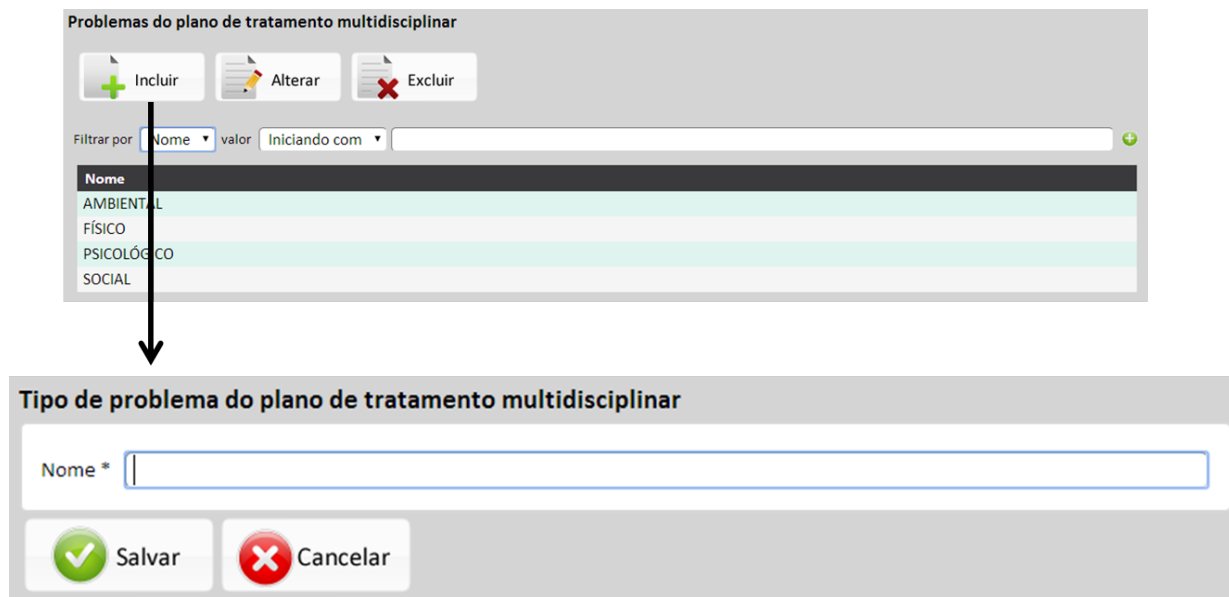 Problemas do plano de tratamento multidisciplinar
Incluir Alterar Excluir
Filtrar por Nome valor Iniciando com
Nome
AMBIENTAL
FÍSICO
PSICOLÓGICO
SOCIAL
Tipo de problema do plano de tratamento multidisciplinar
Nome *
Salvar Cancelar